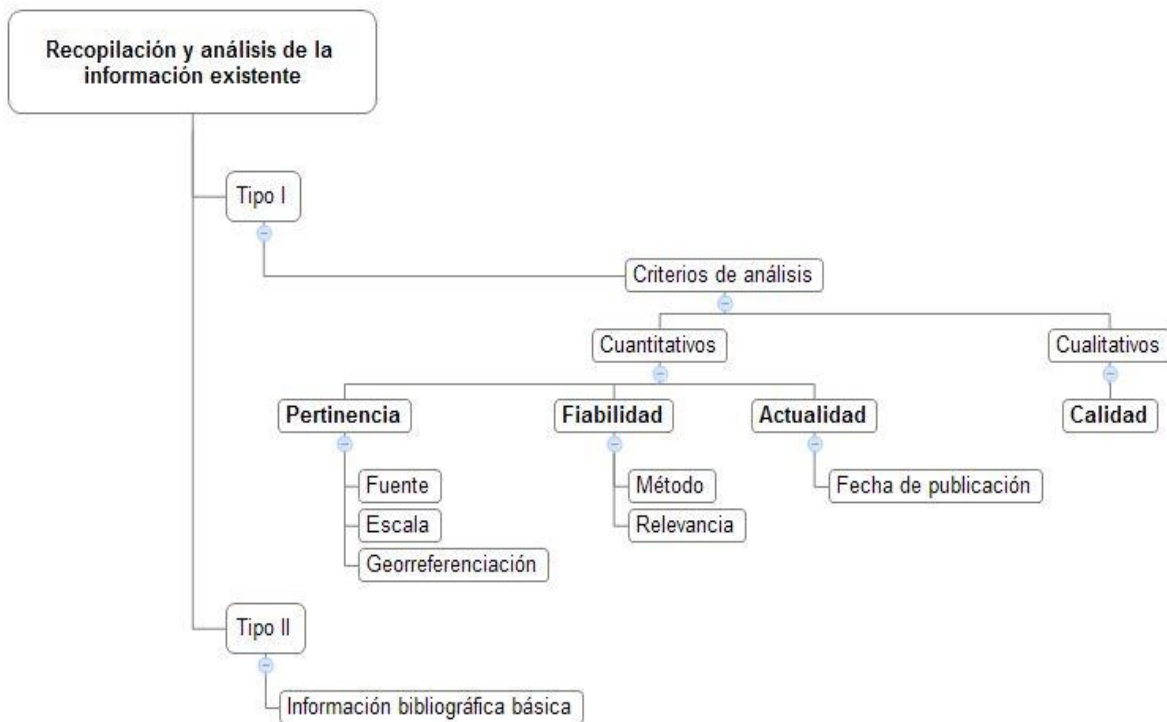 Recopilación y análisis de la
información existente
Tipo I
Criterios de análisis
Cuantitativos
Cualitativos
Pertinencia
Fiabilidad
Actualidad
Calidad
Fuente
Método
Fecha de publicación
Escala
Relevancia
Georreferenciación
Tipo II
Información bibliográfica básica